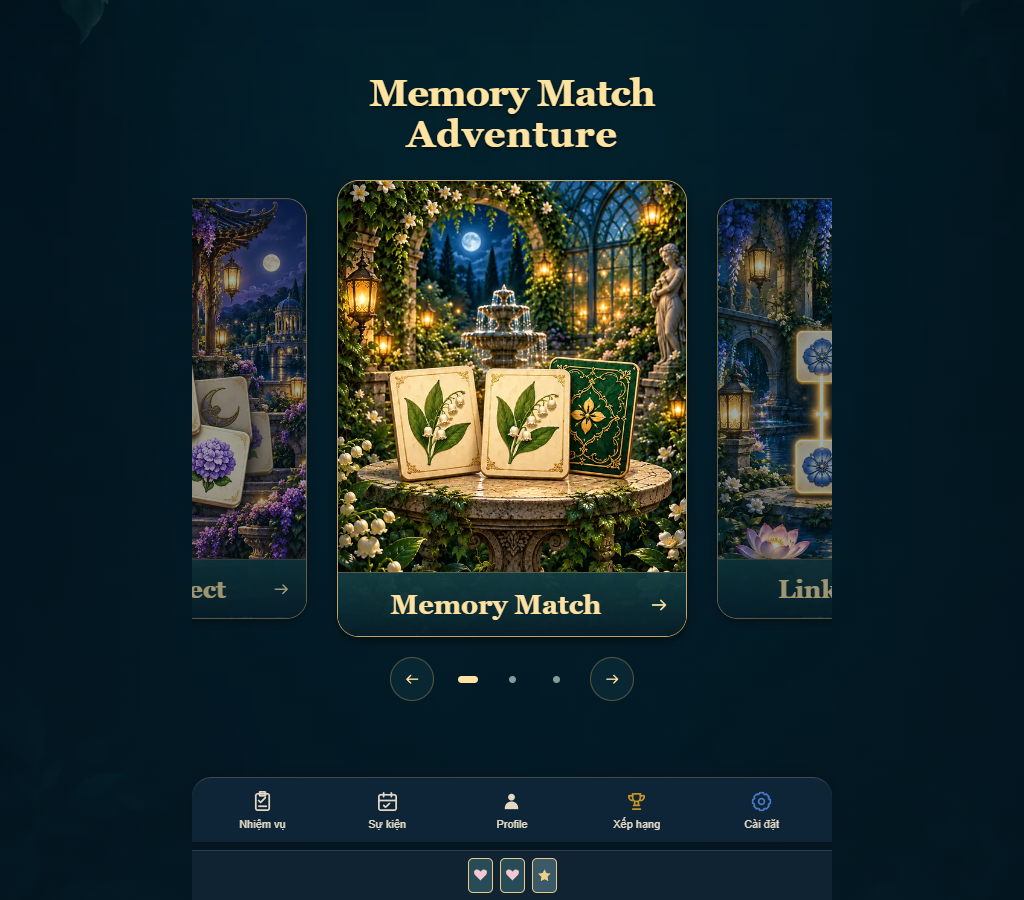 Memory Match
Adventure
ect
Memory Match
Link
Nhiệm vụ
Sự kiện
Profile
Xếp hạng
Cài đặt